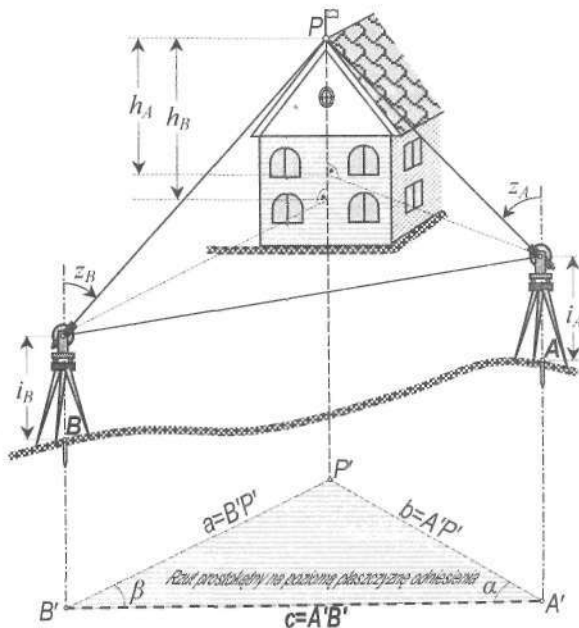 P
h_A
h_B
z_A
z_B
i_A
A
i_B
B
P'
a=B'P'
b=A'P'
Rzut prostokątny na poziomą płaszczyznę odniesienia
β
α
B'
A'
c=A'B'